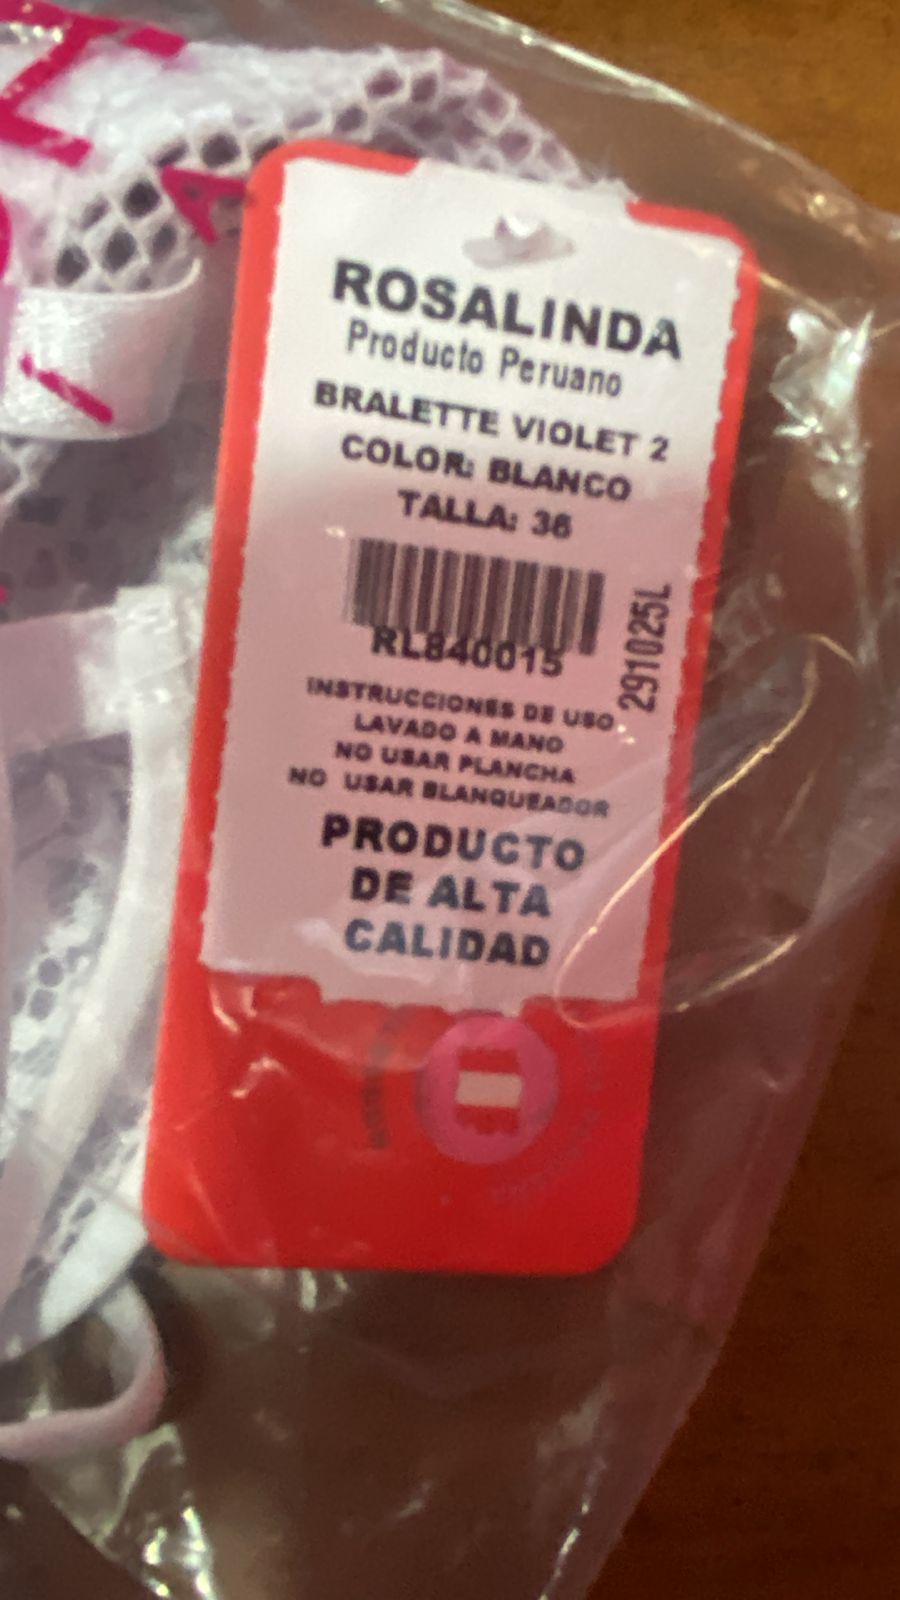 ROSALINDA
Producto Peruano
BRALETTE VIOLET 2
COLOR: BLANCO
TALLA: 36
RL840015
291025L
INSTRUCCIONES DE USO
LAVADO A MANO
NO USAR PLANCHA
NO USAR BLANQUEADOR
PRODUCTO
DE ALTA
CALIDAD